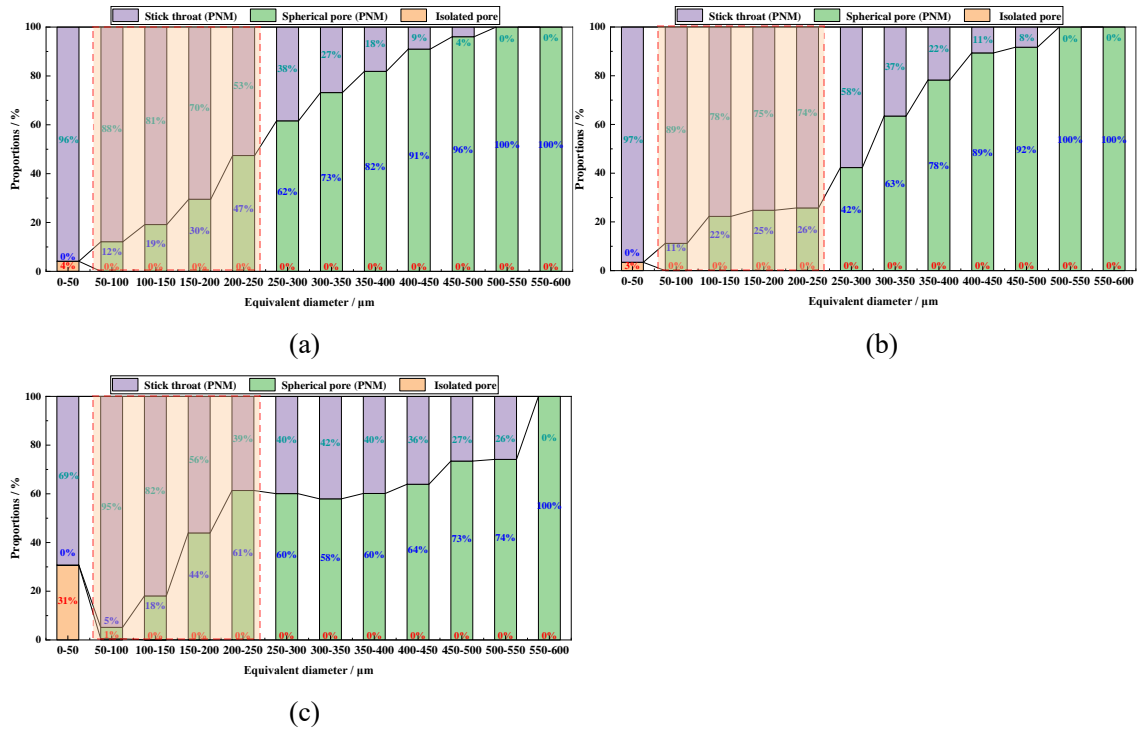 Stick throat (PNM) Spherical pore (PNM) Isolated pore
Proportions / %
100
80
60
40
20
0
96% 88% 81% 70% 53% 38% 27% 18% 9% 4% 0% 0%
0% 12% 19% 30% 47% 62% 73% 82% 91% 96% 100% 100%
4% 0% 0% 0% 0% 0% 0% 0% 0% 0% 0% 0%
0-50 50-100 100-150 150-200 200-250 250-300 300-350 350-400 400-450 450-500 500-550 550-600
Equivalent diameter / µm
(a)
Stick throat (PNM) Spherical pore (PNM) Isolated pore
Proportions / %
100
80
60
40
20
0
97% 89% 78% 75% 74% 58% 37% 22% 11% 8% 0% 0%
0% 11% 22% 25% 26% 42% 63% 78% 89% 92% 100% 100%
3% 0% 0% 0% 0% 0% 0% 0% 0% 0% 0% 0%
0-50 50-100 100-150 150-200 200-250 250-300 300-350 350-400 400-450 450-500 500-550 550-600
Equivalent diameter / µm
(b)
Stick throat (PNM) Spherical pore (PNM) Isolated pore
Proportions / %
100
80
60
40
20
0
69% 95% 82% 56% 39% 40% 42% 40% 36% 27% 26% 0%
0% 5% 18% 44% 61% 60% 58% 60% 64% 73% 74% 100%
31% 1% 0% 0% 0% 0% 0% 0% 0% 0% 0% 0%
0-50 50-100 100-150 150-200 200-250 250-300 300-350 350-400 400-450 450-500 500-550 550-600
Equivalent diameter / µm
(c)